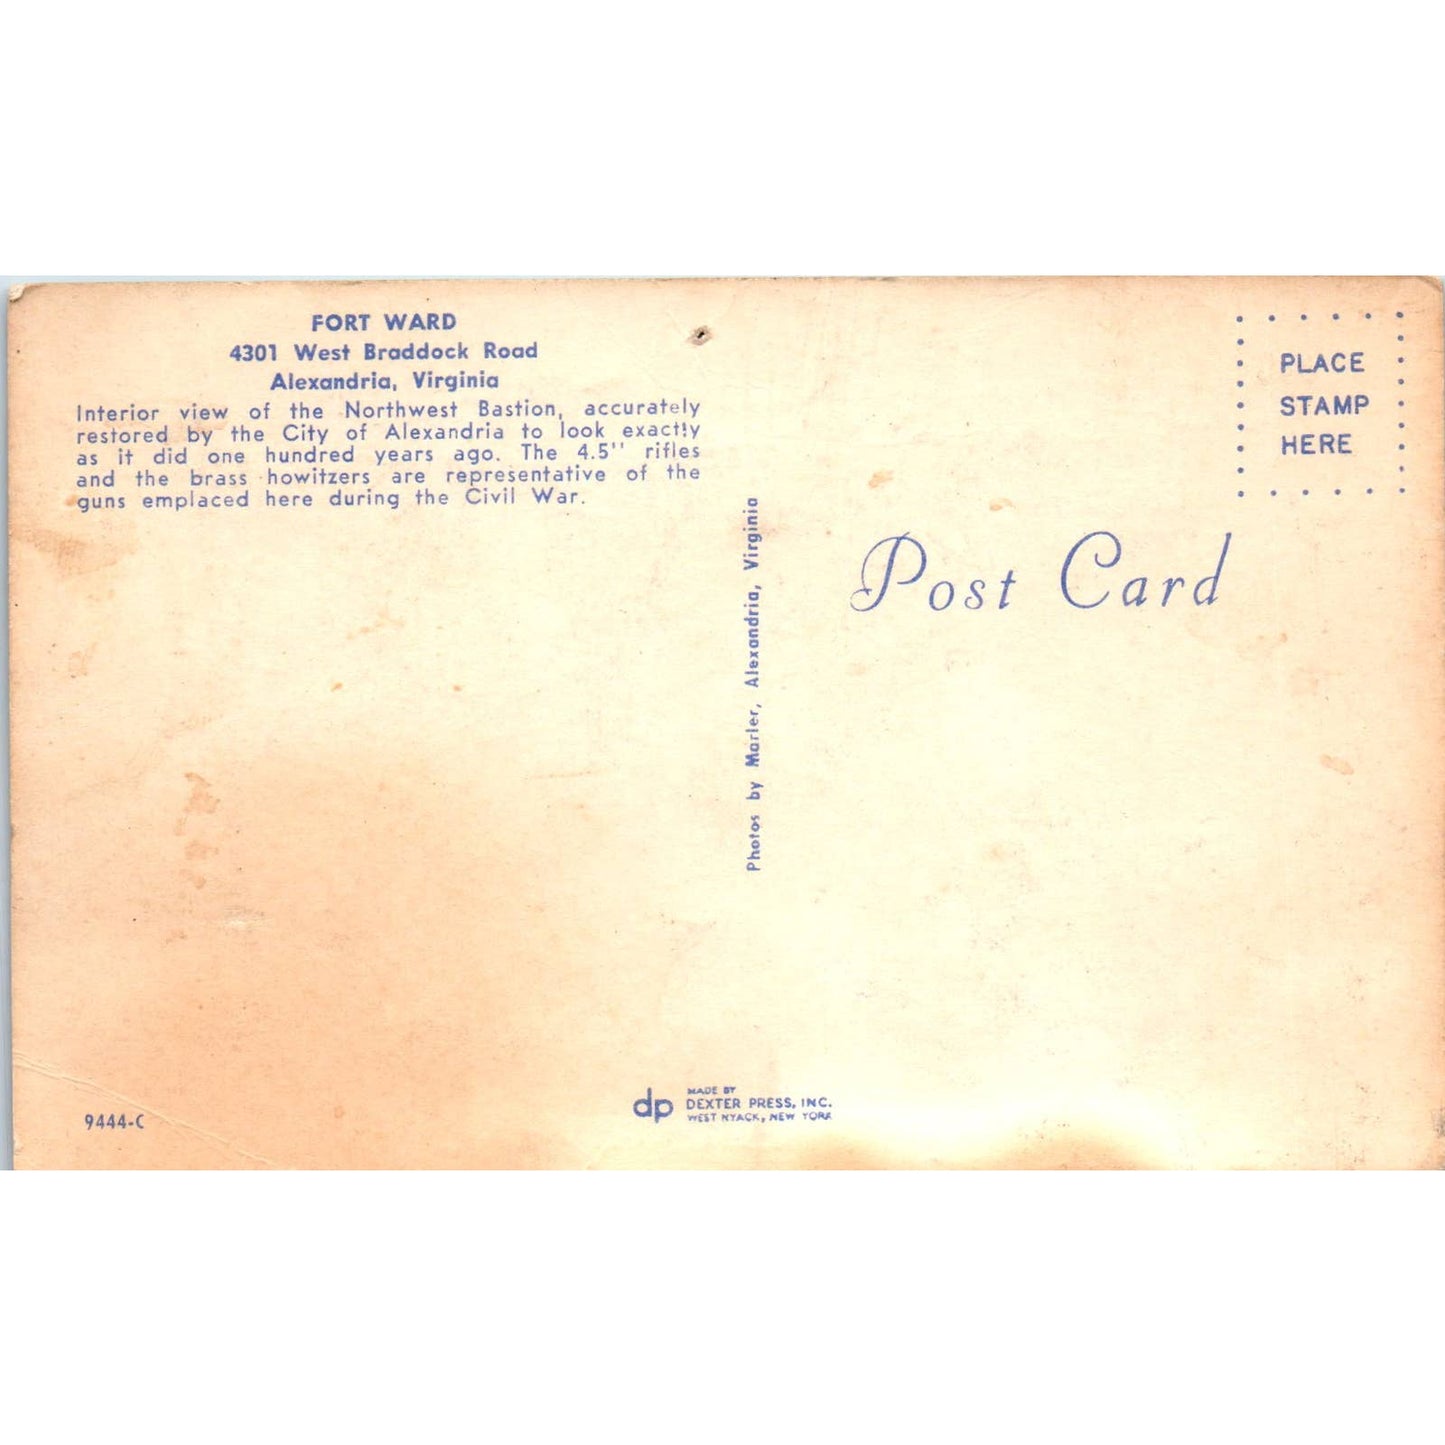 FORT WARD
4301 West Braddock Road
Alexandria, Virginia
Interior view of the Northwest Bastion, accurately
restored by the City of Alexandria to look exactly
as it did one hundred years ago. The 4.5" rifles
and the brass howitzers are representative of the
guns emplaced here during the Civil War.
9444-C
Photos by Marler, Alexandria, Virginia
dp
MADE BY
DEXTER PRESS, INC.
WEST NYACK, NEW YORK
PLACE
STAMP
HERE
Post Card